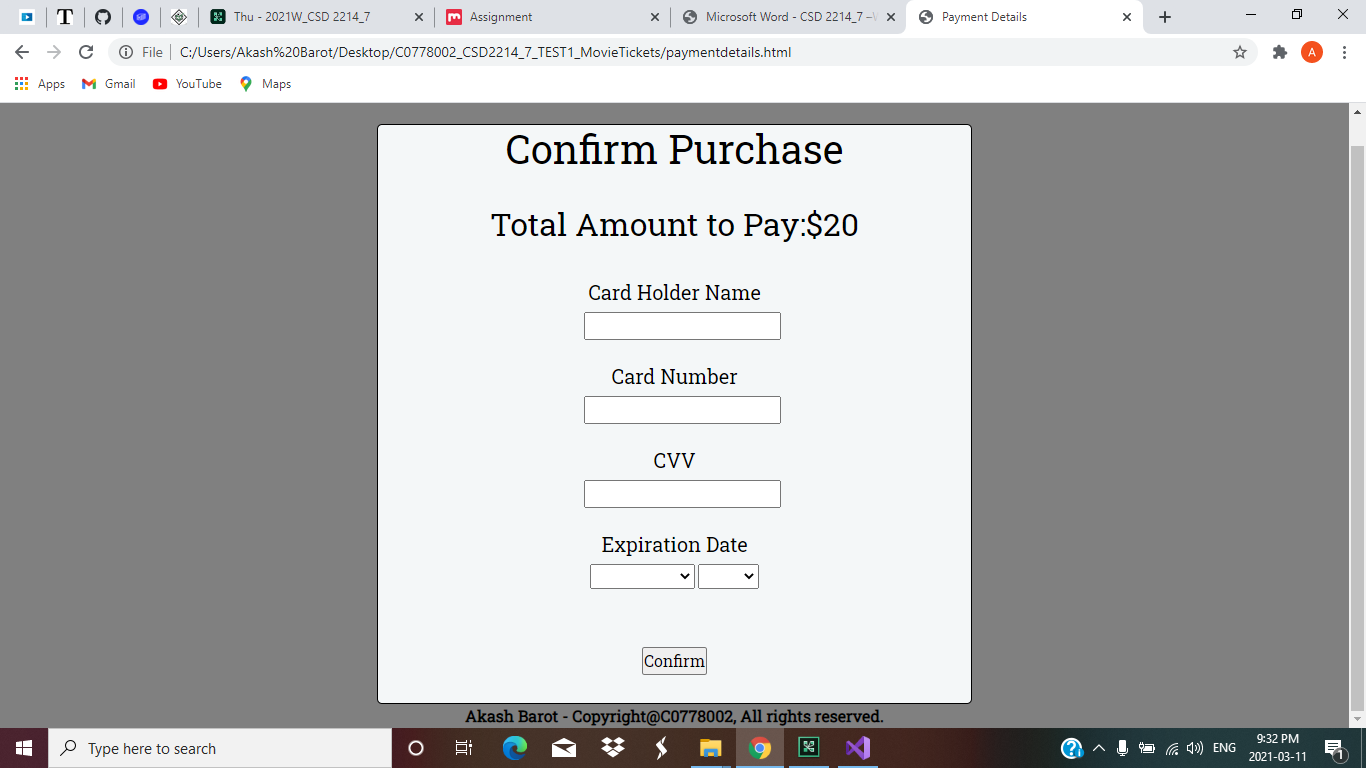 Thu - 2021W_CSD 2214_7
Assignment
Microsoft Word - CSD 2214_7 –
Payment Details
File
C:/Users/Akash%20Barot/Desktop/C0778002_CSD2214_7_TEST1_MovieTickets/paymentdetails.html
A
Apps
Gmail
YouTube
Maps
Confirm Purchase
Total Amount to Pay:$20
Card Holder Name
Card Number
CVV
Expiration Date
Confirm
Akash Barot - Copyright@C0778002, All rights reserved.
Type here to search
ENG
9:32 PM
2021-03-11
1